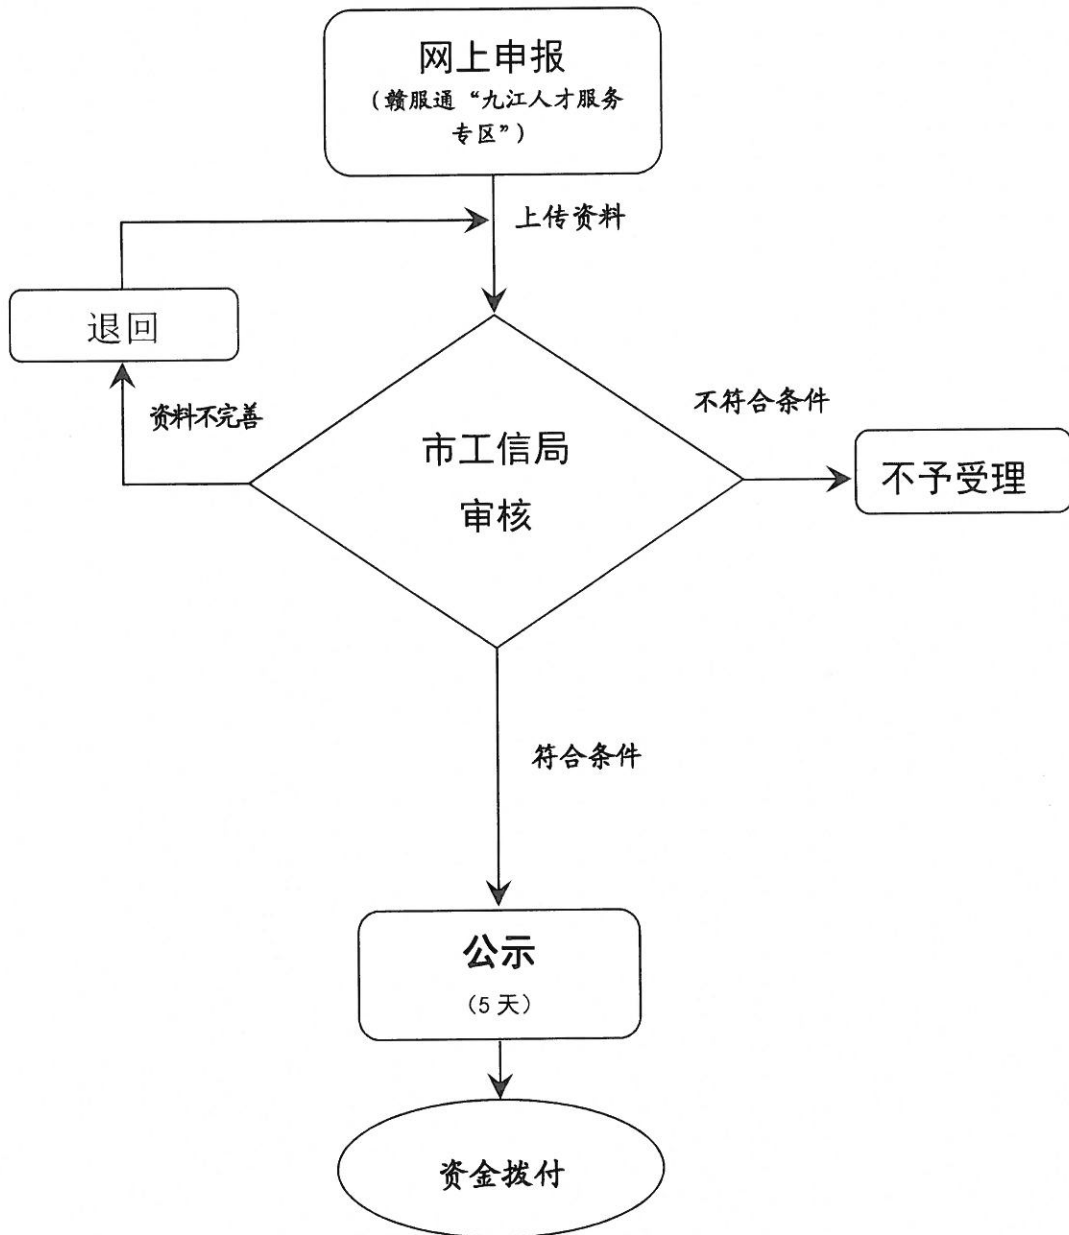 网上申报
（赣服通“九江人才服务
专区”）
上传资料
退回
资料不完善
不符合条件
市工信局
审核
不予受理
符合条件
公示
（5 天）
资金拨付